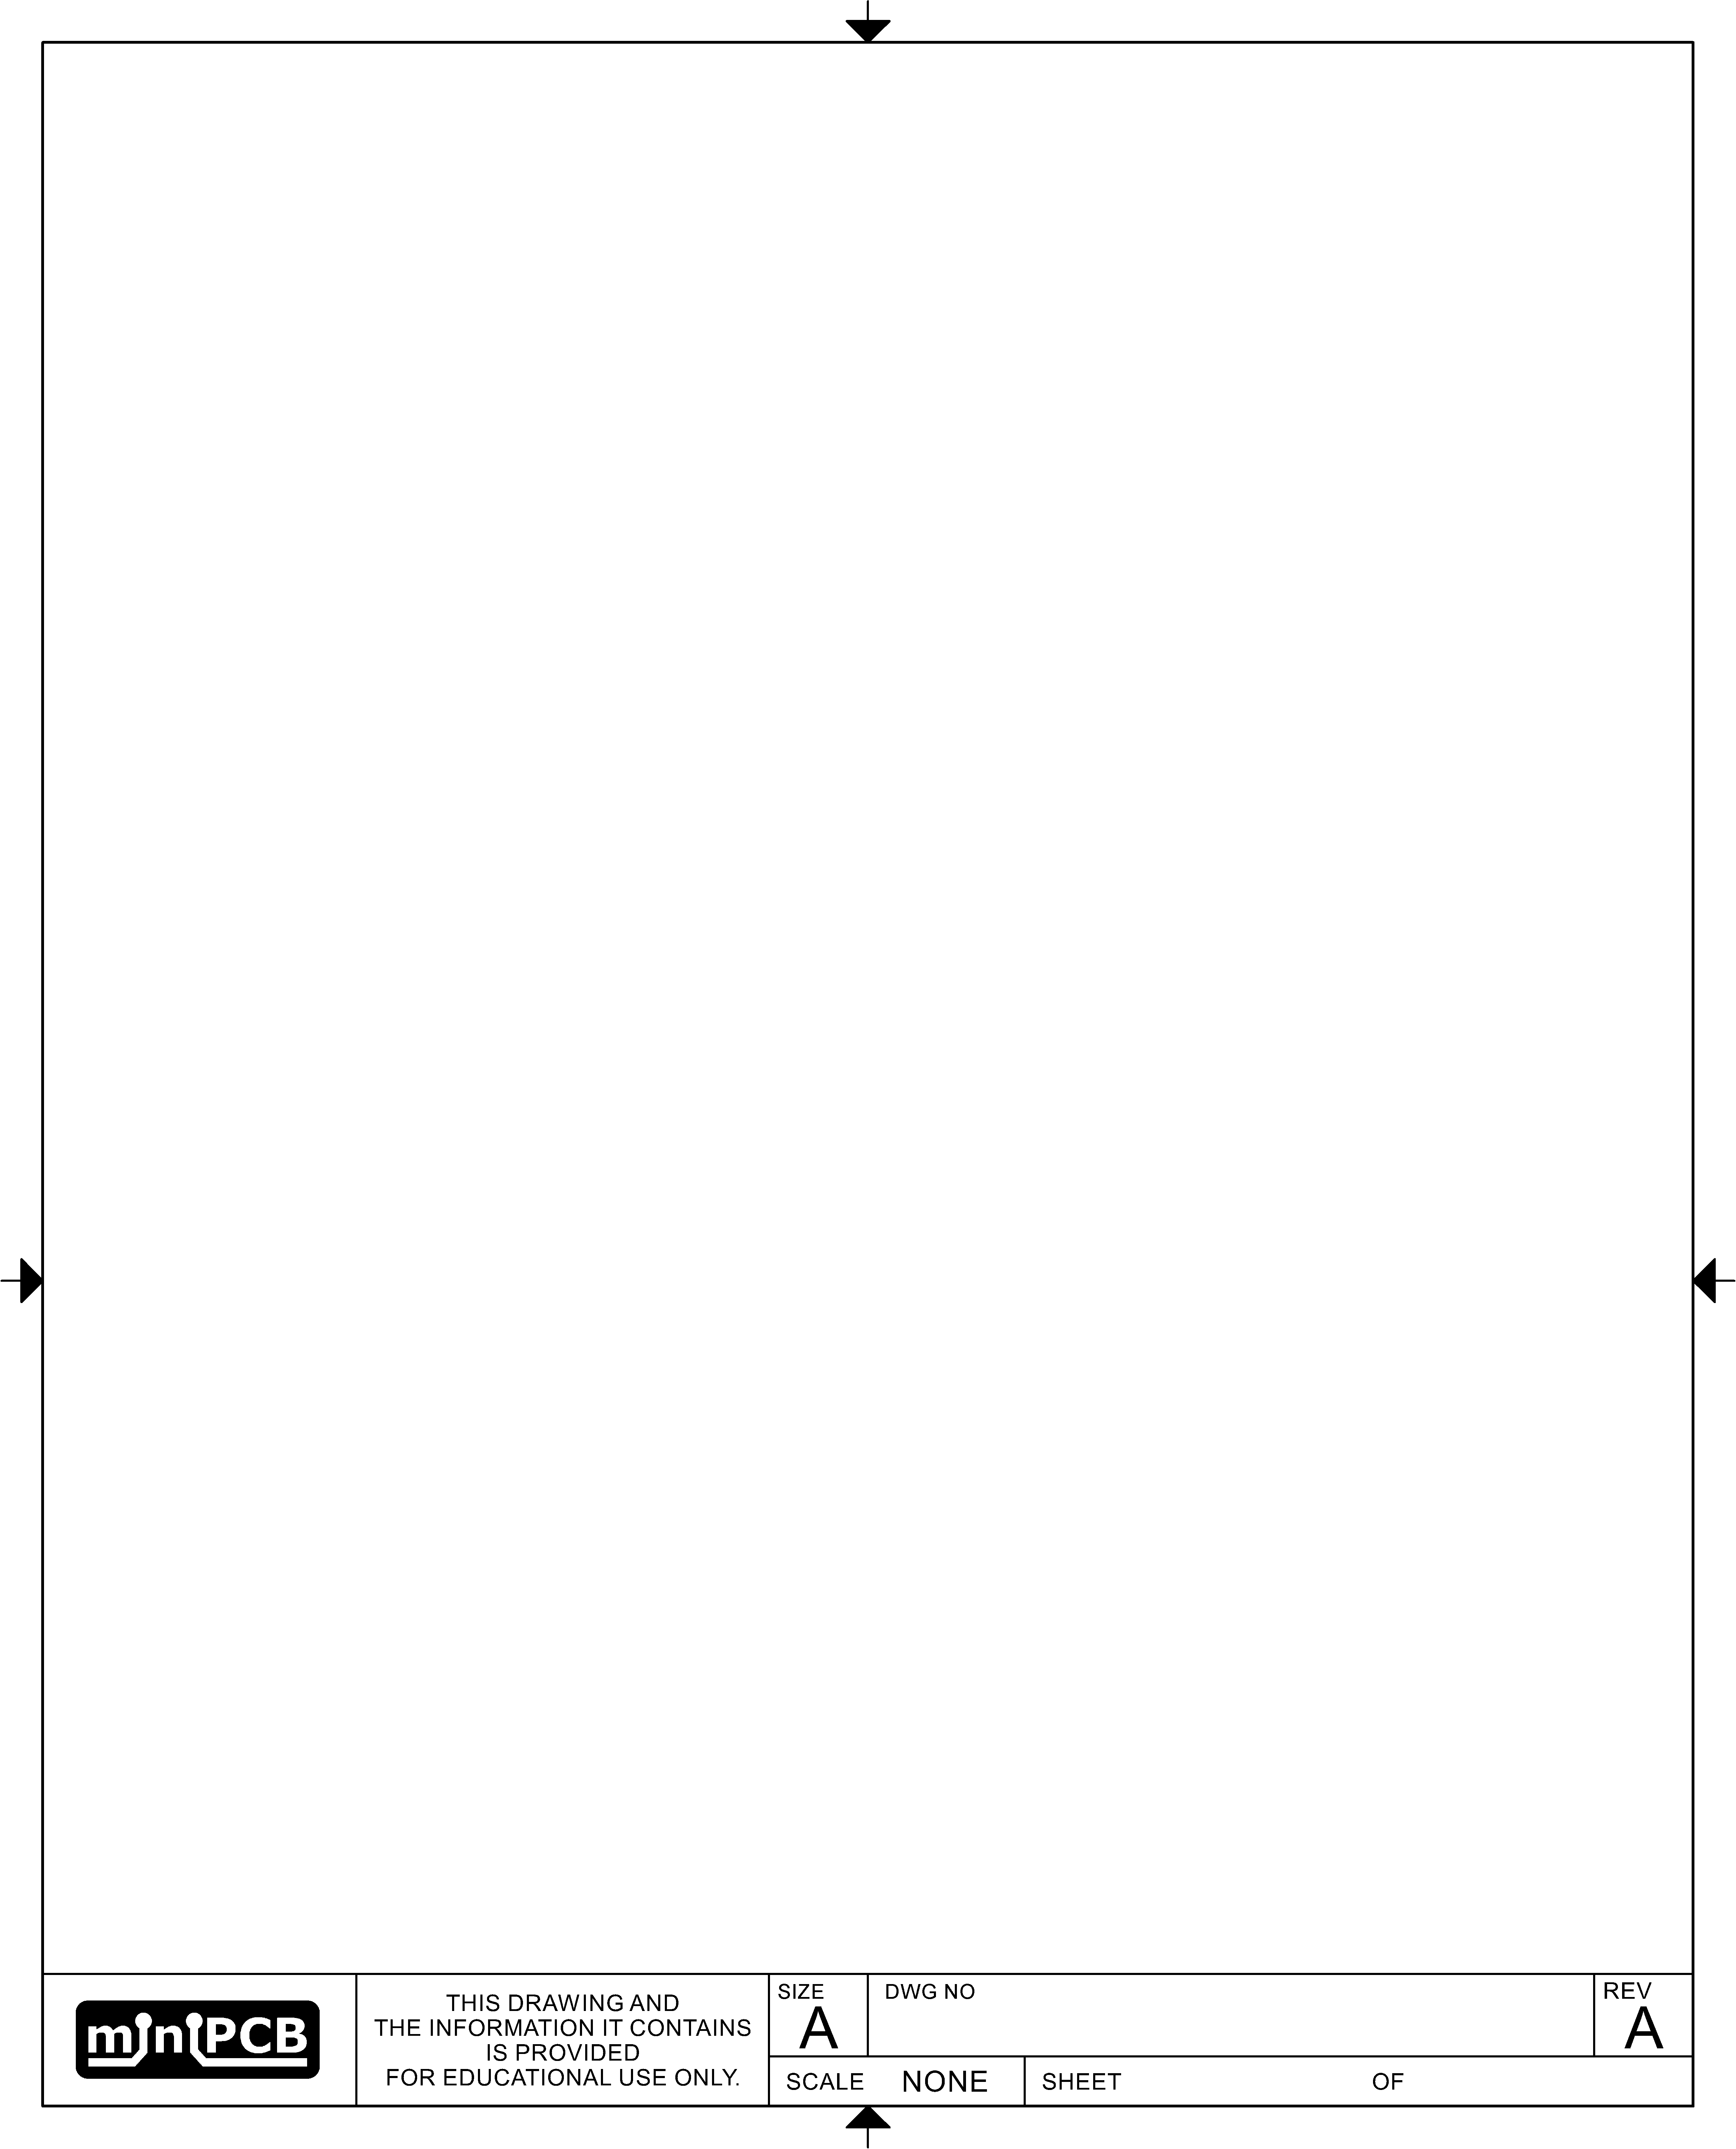 miniPCB
THIS DRAWING AND
THE INFORMATION IT CONTAINS
IS PROVIDED
FOR EDUCATIONAL USE ONLY.
SIZE
A
DWG NO
REV
A
SCALE NONE
SHEET OF